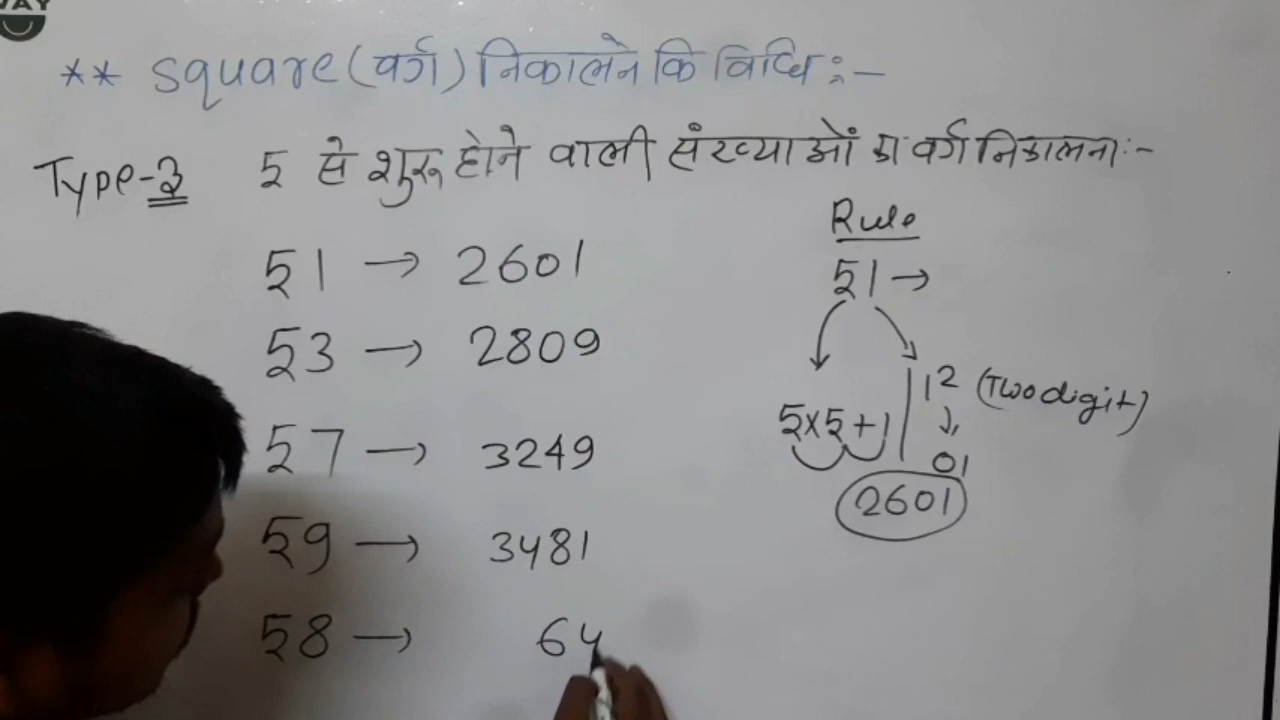 WAY
** square (वर्ग) निकालने कि विधि :-
Type-3 5 से शुरू होने वाली संख्याओं का वर्ग निकालना:-
51 → 2601
53 → 2809
57 → 3249
59 → 3481
58 → 64
Rule
51 →
5×5+1 | 1² (Two digit)
01
2601